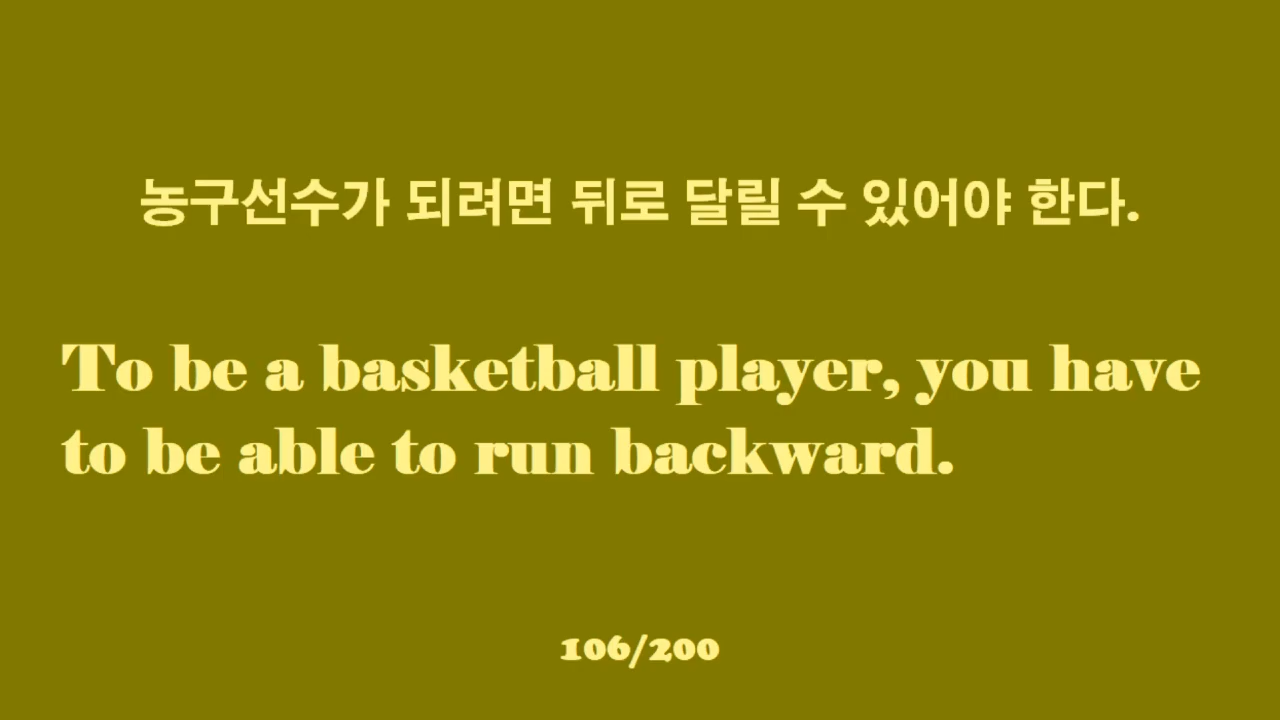 농구선수가 되려면 뒤로 달릴 수 있어야 한다.
To be a basketball player, you have
to be able to run backward.
106/200